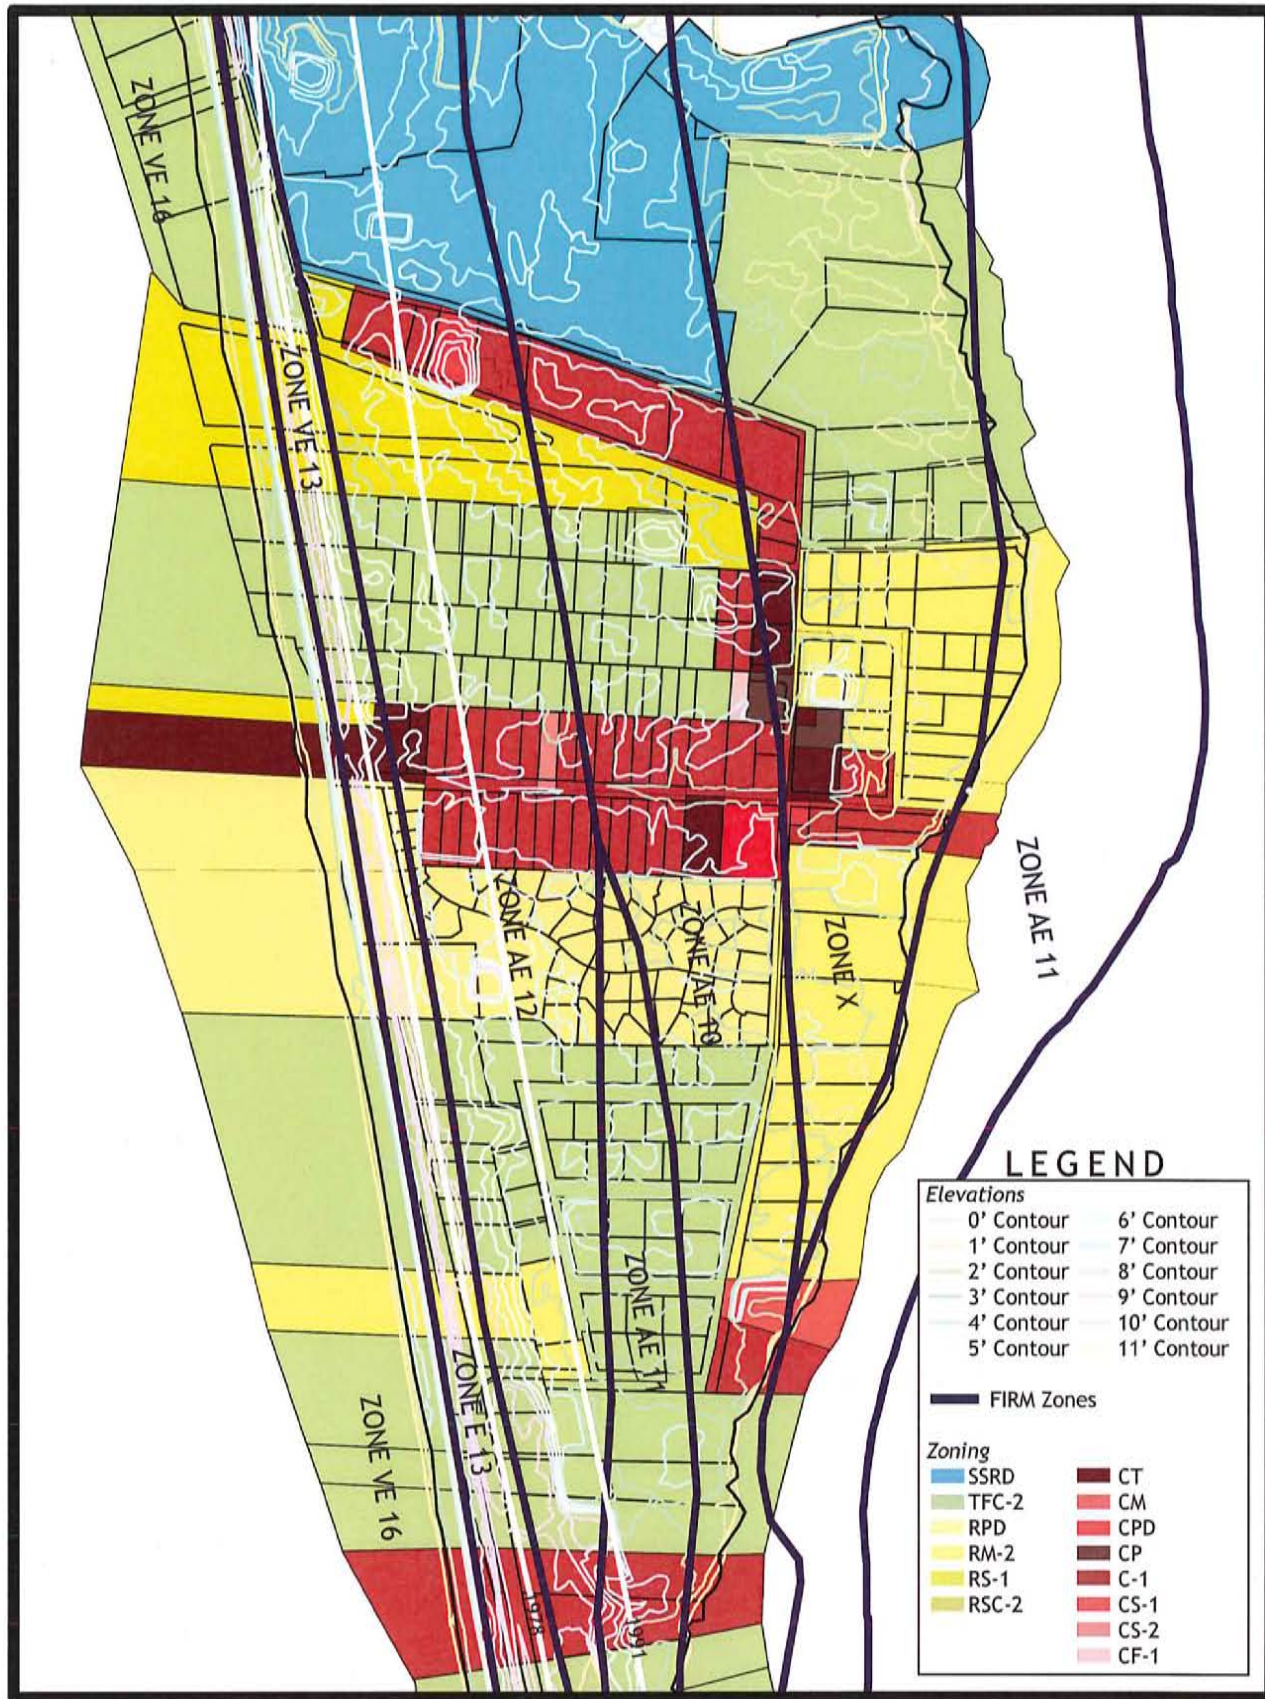 ZONE VE 16
ZONE VE 13
ZONE AE 12
ZONE AE 10
ZONE X
ZONE AE 11
ZONE AE 11
ZONE E 13
ZONE VE 16
1978
1991
LEGEND
Elevations
0' Contour
1' Contour
2' Contour
3' Contour
4' Contour
5' Contour
6' Contour
7' Contour
8' Contour
9' Contour
10' Contour
11' Contour
FIRM Zones
Zoning
SSRD
TFC-2
RPD
RM-2
RS-1
RSC-2
CT
CM
CPD
CP
C-1
CS-1
CS-2
CF-1